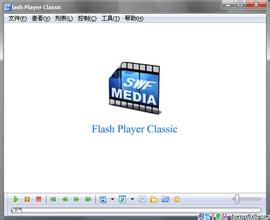 Flash Player Classic
文件(F) 查看(V) 列表(L) 控制(C) 工具(T) 帮助(H)
SWF
MEDIA
Flash Player Classic